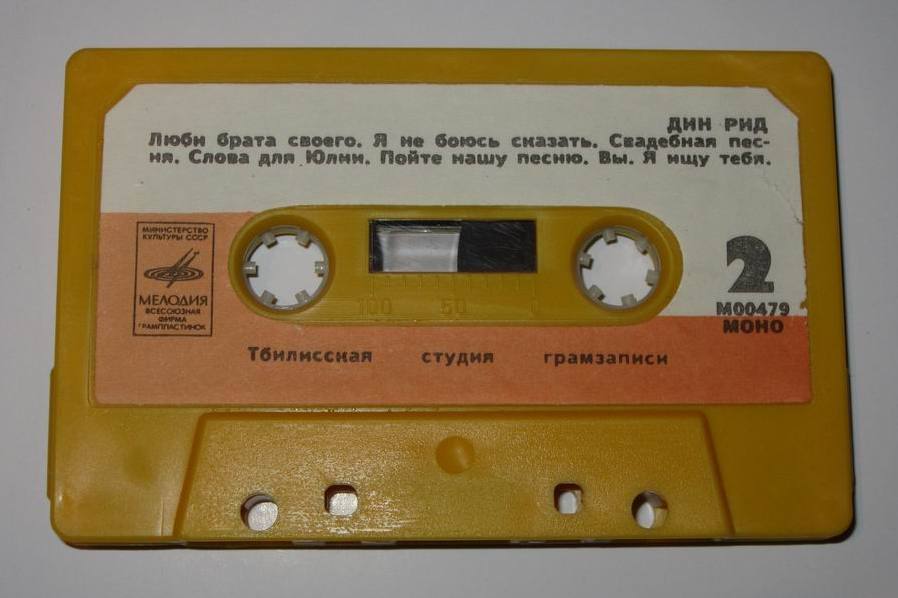 ДИН РИД
Люби брата своего. Я не боюсь сказать. Свадебная пес-
ня. Слова для Юлии. Пойте нашу песню. Вы. Я ищу тебя.
МИНИСТЕРСТВО
КУЛЬТУРЫ СССР
МЕЛОДИЯ
ВСЕСОЮЗНАЯ
ФИРМА
ГРАМПЛАСТИНОК
100 50 0
2
М00479
МОНО
Тбилисская студия грамзаписи